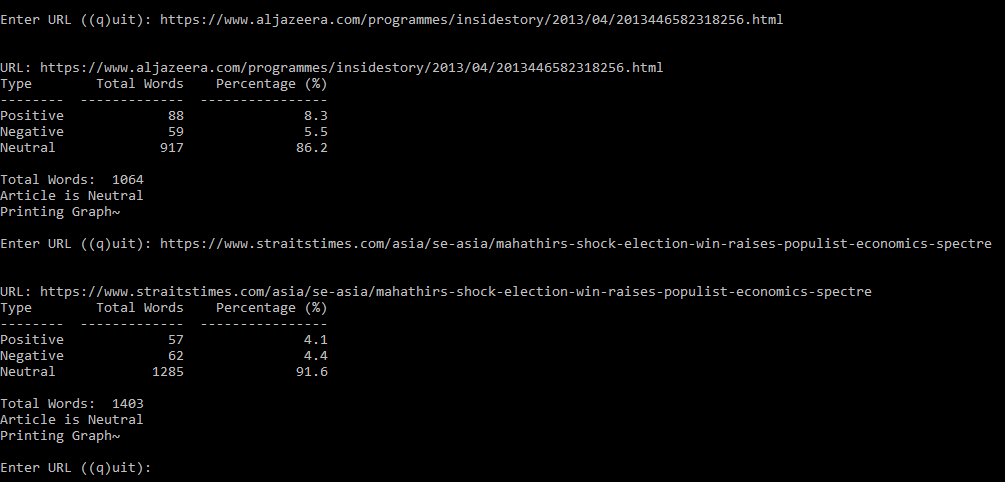 Enter URL ((q)uit): https://www.aljazeera.com/programmes/insidestory/2013/04/2013446582318256.html
URL: https://www.aljazeera.com/programmes/insidestory/2013/04/2013446582318256.html
Type        Total Words    Percentage (%)
--------  -------------  ----------------
Positive             88               8.3
Negative             59               5.5
Neutral             917              86.2
Total Words:  1064
Article is Neutral
Printing Graph~
Enter URL ((q)uit): https://www.straitstimes.com/asia/se-asia/mahathirs-shock-election-win-raises-populist-economics-spectre
URL: https://www.straitstimes.com/asia/se-asia/mahathirs-shock-election-win-raises-populist-economics-spectre
Type        Total Words    Percentage (%)
--------  -------------  ----------------
Positive             57               4.1
Negative             62               4.4
Neutral            1285              91.6
Total Words:  1403
Article is Neutral
Printing Graph~
Enter URL ((q)uit):